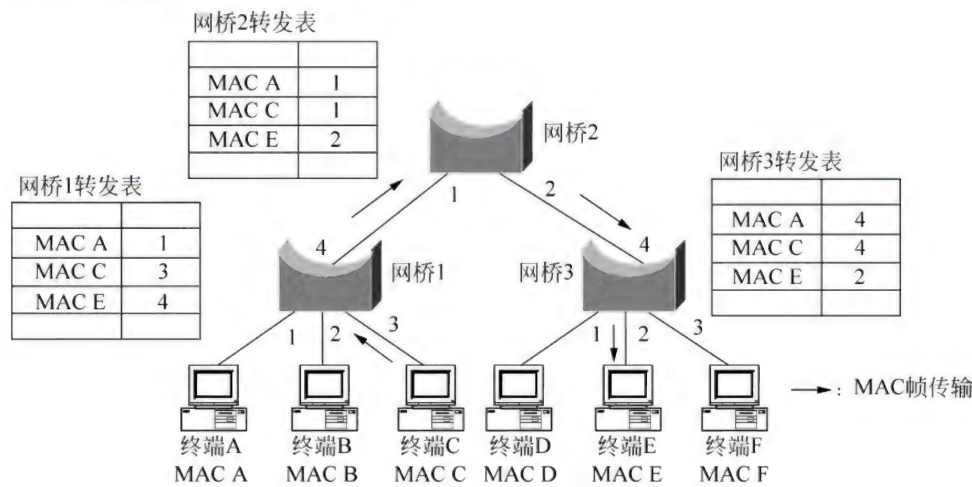 网桥2转发表
MAC A 1
MAC C 1
MAC E 2
网桥2
1 2
网桥1转发表
MAC A 1
MAC C 3
MAC E 4
网桥3转发表
MAC A 4
MAC C 4
MAC E 2
4 网桥1
4 网桥3
1 2 3
1 2 3
→：MAC帧传输
终端A 终端B 终端C 终端D 终端E 终端F
MAC A MAC B MAC C MAC D MAC E MAC F